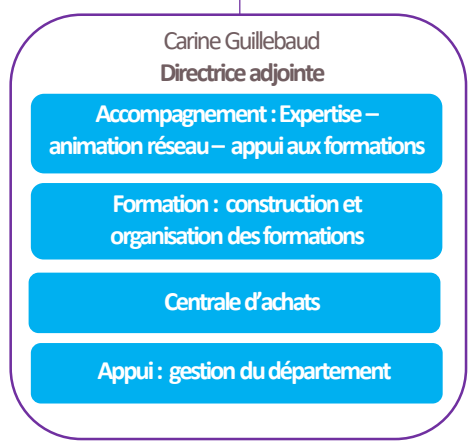 Carine Guillebaud
Directrice adjointe
Accompagnement : Expertise –
animation réseau – appui aux formations
Formation : construction et
organisation des formations
Centrale d'achats
Appui : gestion du département